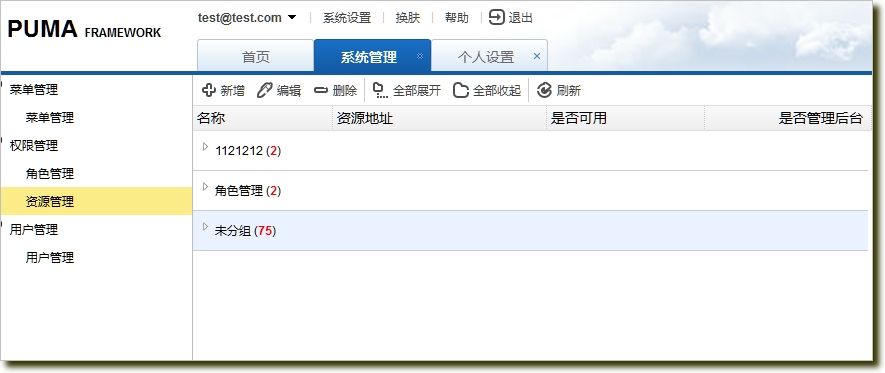 PUMA FRAMEWORK
test@test.com 系统设置 换肤 帮助 退出
首页 系统管理 个人设置
菜单管理
菜单管理
权限管理
角色管理
资源管理
用户管理
用户管理
新增 编辑 删除 全部展开 全部收起 刷新
名称 资源地址 是否可用 是否管理后台
1121212 (2)
角色管理 (2)
未分组 (75)